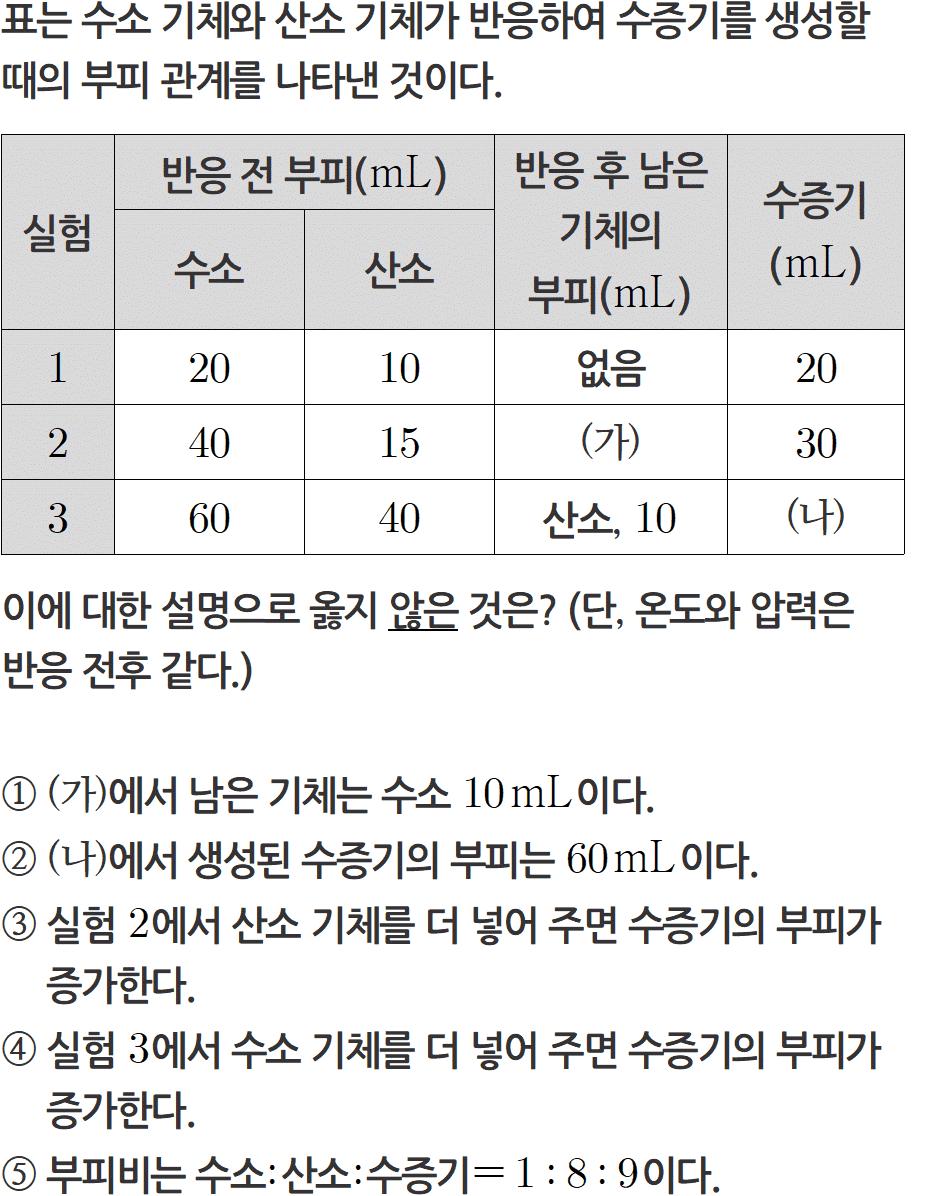 표는 수소 기체와 산소 기체가 반응하여 수증기를 생성할
때의 부피 관계를 나타낸 것이다.
실험 반응 전 부피(mL) 반응 후 남은 기체의 부피(mL) 수증기 (mL)
수소 산소
1 20 10 없음 20
2 40 15 (가) 30
3 60 40 산소, 10 (나)
이에 대한 설명으로 옳지 않은 것은? (단, 온도와 압력은
반응 전후 같다.)
① (가)에서 남은 기체는 수소 10 mL이다.
② (나)에서 생성된 수증기의 부피는 60 mL이다.
③ 실험 2에서 산소 기체를 더 넣어 주면 수증기의 부피가
증가한다.
④ 실험 3에서 수소 기체를 더 넣어 주면 수증기의 부피가
증가한다.
⑤ 부피비는 수소:산소:수증기=1:8:9이다.